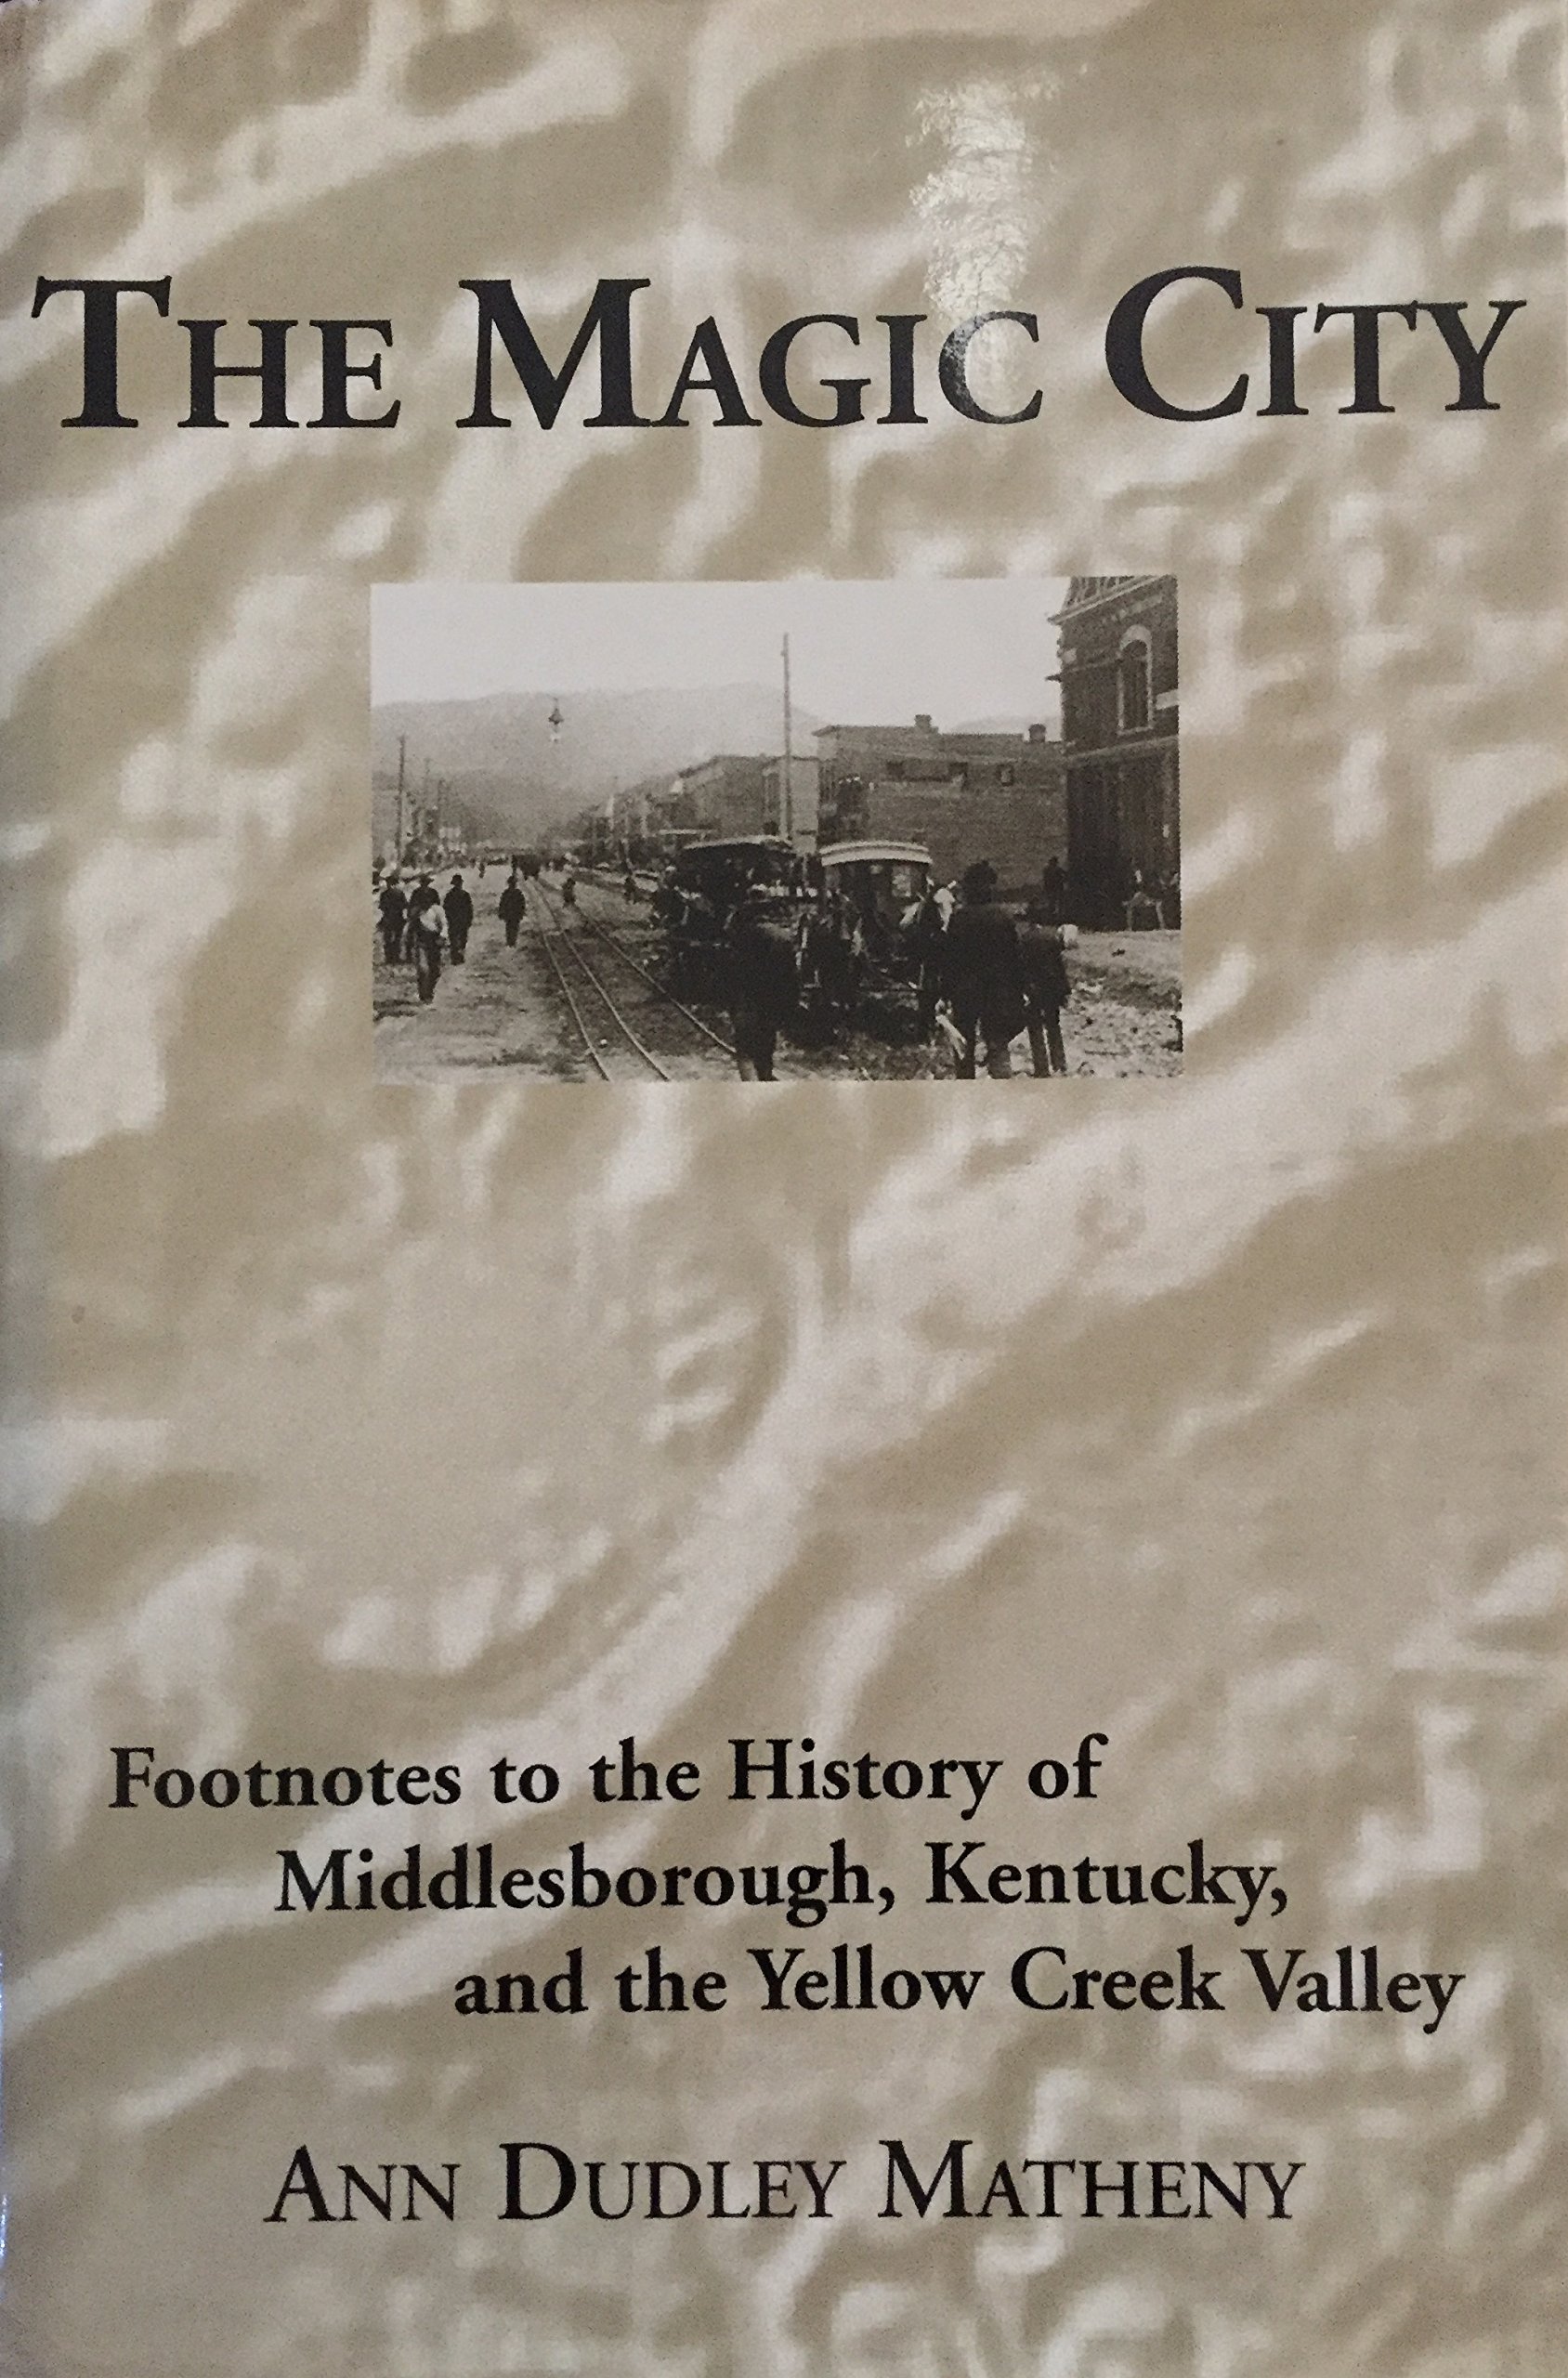 THE MAGIC CITY
Footnotes to the History of
Middlesborough, Kentucky,
and the Yellow Creek Valley
ANN DUDLEY MATHENY